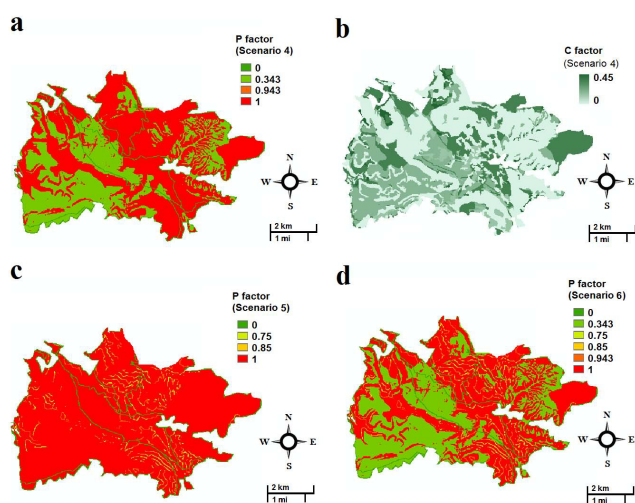 a
P factor
(Scenario 4)
0
0.343
0.943
1
N
W E
S
2 km
1 mi
b
C factor
(Scenario 4)
0.45
0
N
W E
S
2 km
1 mi
c
P factor
(Scenario 5)
0
0.75
0.85
1
N
W E
S
2 km
1 mi
d
P factor
(Scenario 6)
0
0.343
0.75
0.85
0.943
1
N
W E
S
2 km
1 mi